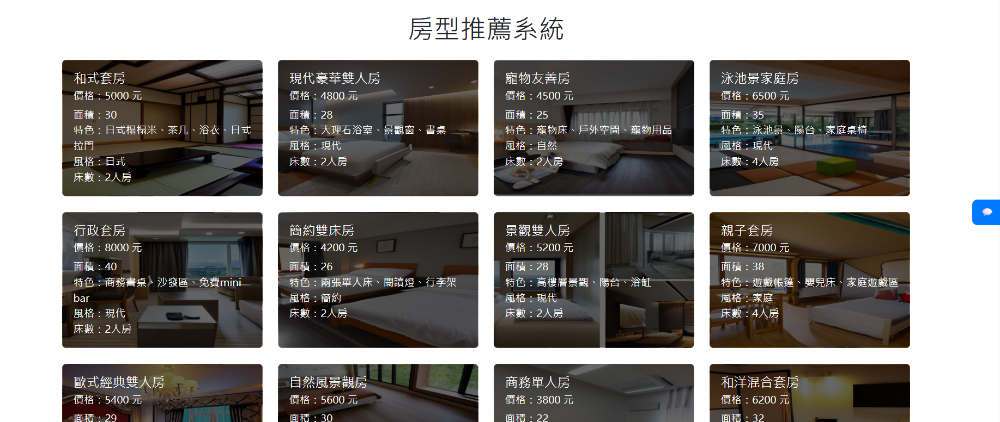 房型推薦系統
和式套房
價格：5000 元
面積：30
特色：日式榻榻米、茶几、浴衣、日式
拉門
風格：日式
床數：2人房
現代豪華雙人房
價格：4800 元
面積：28
特色：大理石浴室、景觀窗、書桌
風格：現代
床數：2人房
寵物友善房
價格：4500 元
面積：25
特色：寵物床、戶外空間、寵物用品
風格：自然
床數：2人房
泳池景家庭房
價格：6500 元
面積：35
特色：泳池景、陽台、家庭桌椅
風格：現代
床數：4人房
行政套房
價格：8000 元
面積：40
特色：商務書桌、沙發區、免費mini
bar
風格：現代
床數：2人房
簡約雙床房
價格：4200 元
面積：26
特色：兩張單人床、閱讀燈、行李架
風格：簡約
床數：2人房
景觀雙人房
價格：5200 元
面積：28
特色：高樓層景觀、陽台、浴缸
風格：現代
床數：2人房
親子套房
價格：7000 元
面積：38
特色：遊戲帳篷、嬰兒床、家庭遊戲區
風格：家庭
床數：4人房
歐式經典雙人房
價格：5400 元
面積：29
自然風景觀房
價格：5600 元
面積：30
商務單人房
價格：3800 元
面積：22
和洋混合套房
價格：6200 元
面積：32